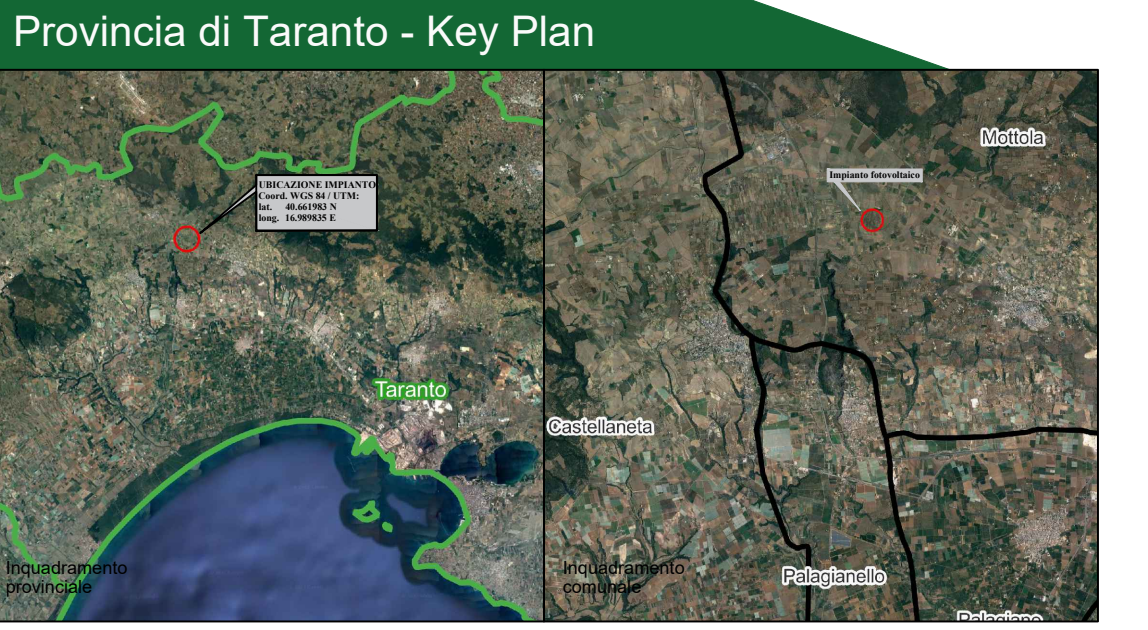 Provincia di Taranto - Key Plan
UBICAZIONE IMPIANTO
Coord. WGS 84 / UTM:
lat. 40.661983 N
long. 16.989835 E
Taranto
Inquadramento
provinciale
Mottola
Impianto fotovoltaico
Castellaneta
Inquadramento
comunale
Palagianello
Palagiano